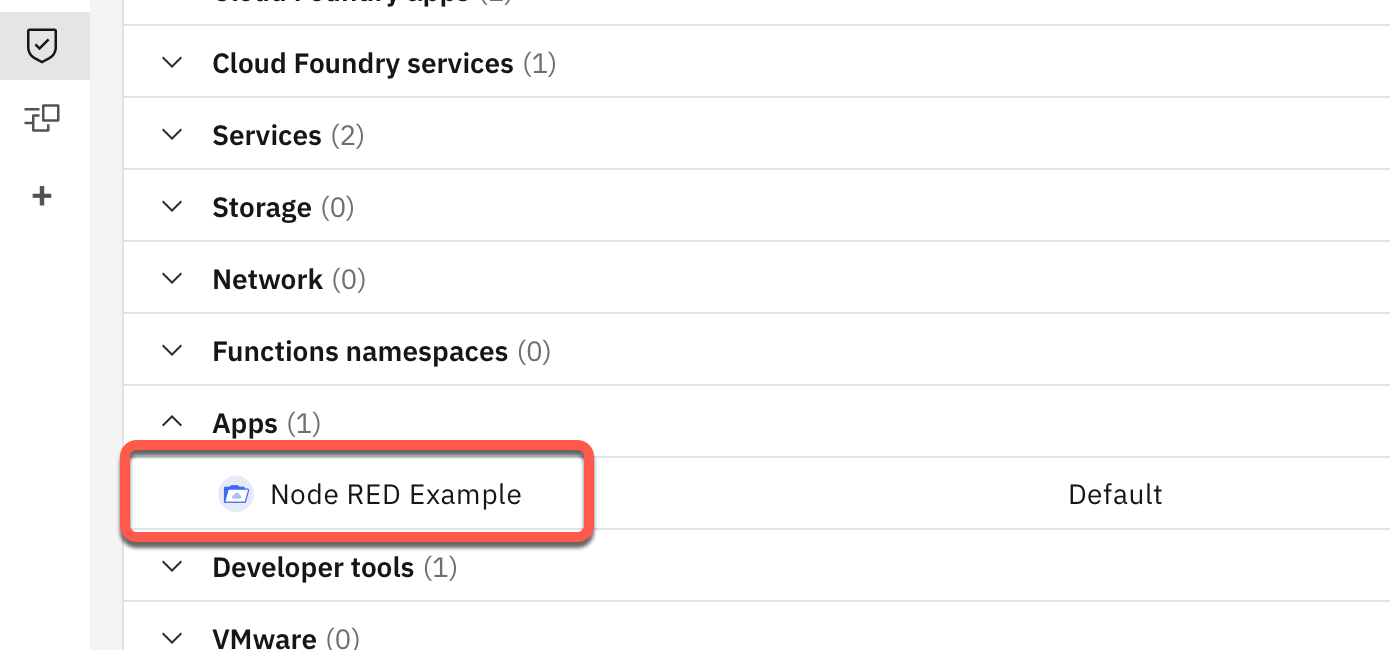 Cloud Foundry apps (2)
Cloud Foundry services (1)
Services (2)
Storage (0)
Network (0)
Functions namespaces (0)
Apps (1)
Node RED Example Default
Developer tools (1)
VMware (0)